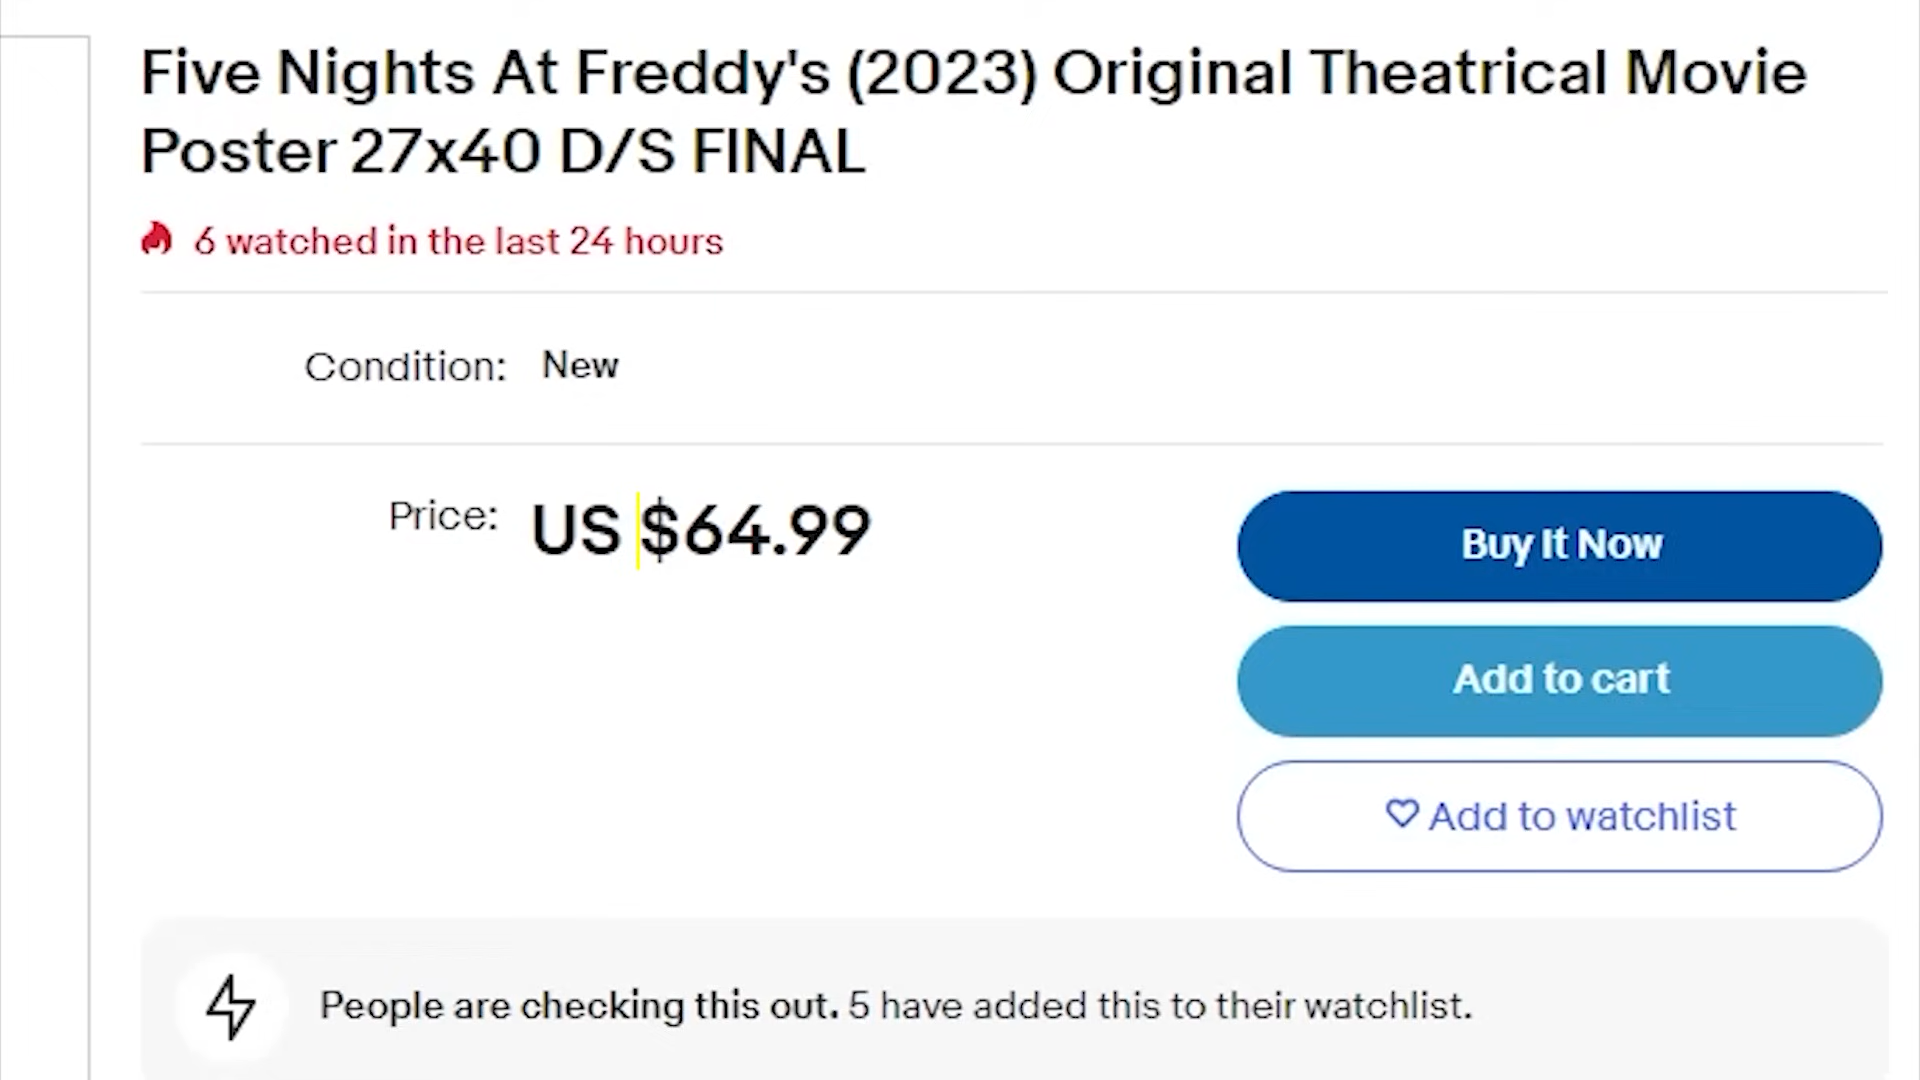 Five Nights At Freddy's (2023) Original Theatrical Movie
Poster 27x40 D/S FINAL
6 watched in the last 24 hours
Condition: New
Price: US $64.99
Buy It Now
Add to cart
Add to watchlist
People are checking this out. 5 have added this to their watchlist.